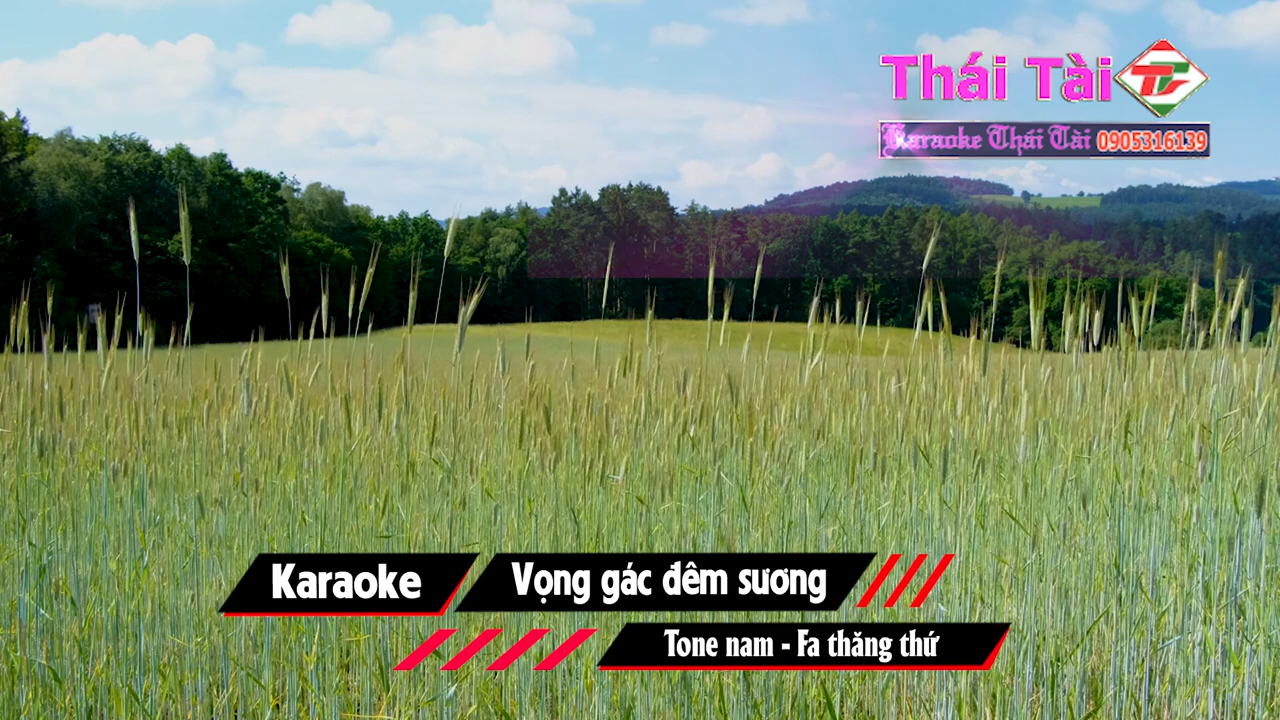 Thái Tài
Karaoke Thái Tài 0905316139
Karaoke
Vọng gác đêm sương
Tone nam - Fa thăng thứ